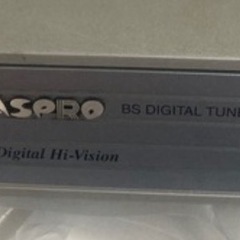 ASPRO BS DIGITAL TUNE
Digital Hi-Vision